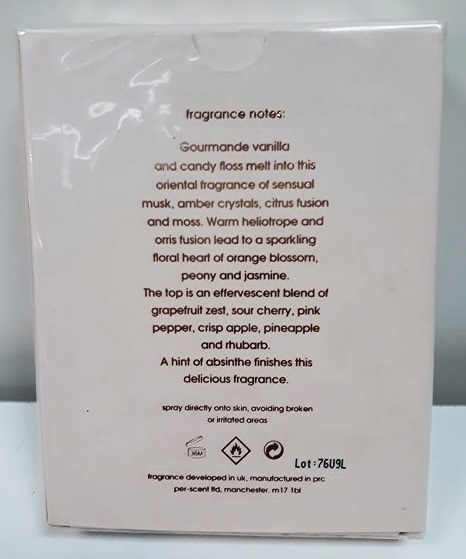 fragrance notes:
Gourmande vanilla
and candy floss melt into this
oriental fragrance of sensual
musk, amber crystals, citrus fusion
and moss. Warm heliotrope and
orris fusion lead to a sparkling
floral heart of orange blossom,
peony and jasmine.
The top is an effervescent blend of
grapefruit zest, sour cherry, pink
pepper, crisp apple, pineapple
and rhubarb.
A hint of absinthe finishes this
delicious fragrance.
spray directly onto skin, avoiding broken
or irritated areas
36M
Lot:76U9L
fragrance developed in uk, manufactured in prc
per-scent ltd, manchester. m17 1bl